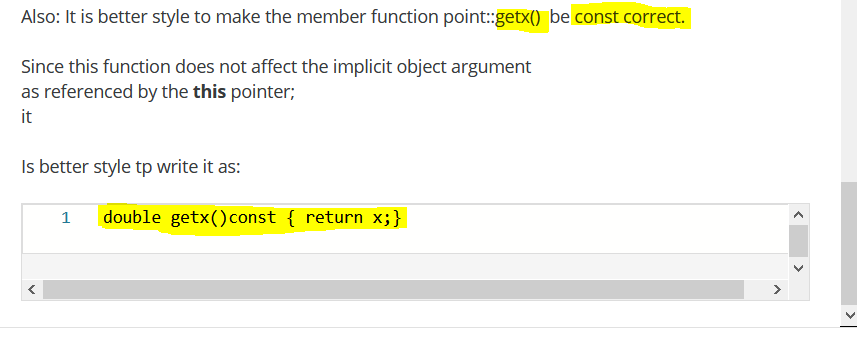 Also: It is better style to make the member function point::getx() be const correct.
Since this function does not affect the implicit object argument
as referenced by the this pointer;
it
Is better style tp write it as:
1 double getx()const { return x;}